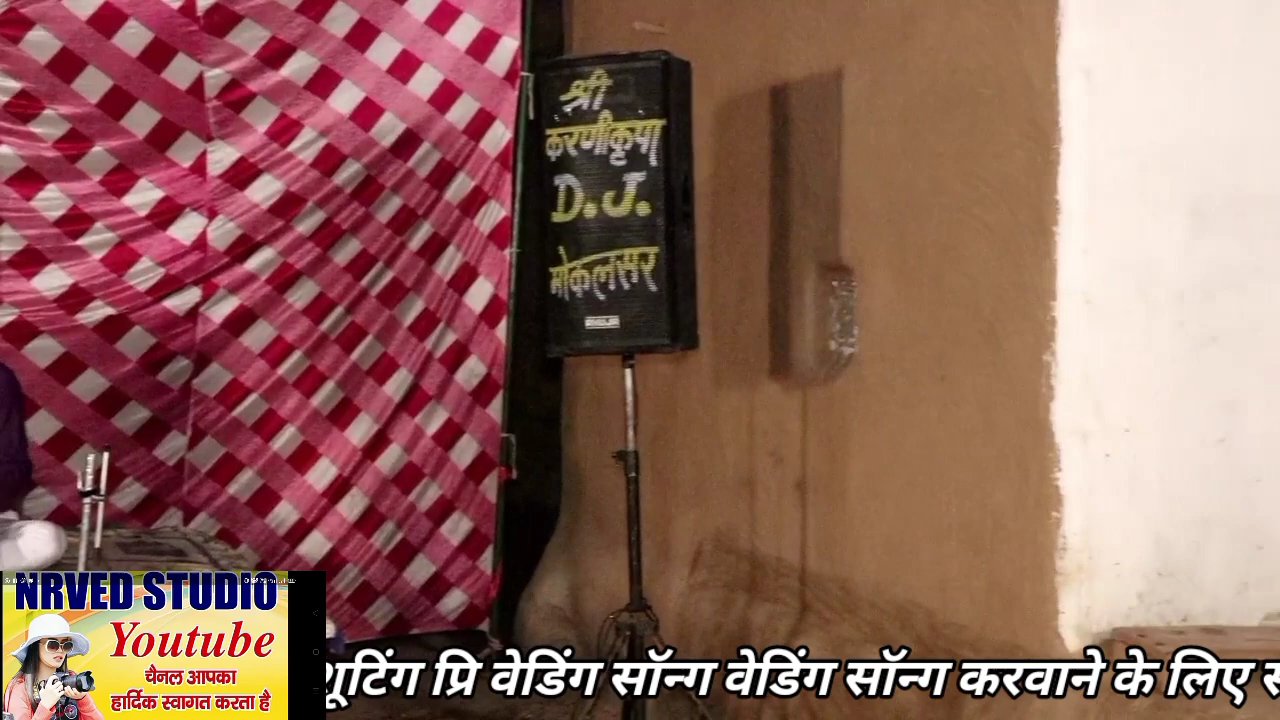 श्री
करणीकृपा
D.J.
मोकलसर
NRVED STUDIO
Youtube
चैनल आपका
हार्दिक स्वागत करता है
शूटिंग प्रि वेडिंग सॉन्ग वेडिंग सॉन्ग करवाने के लिए